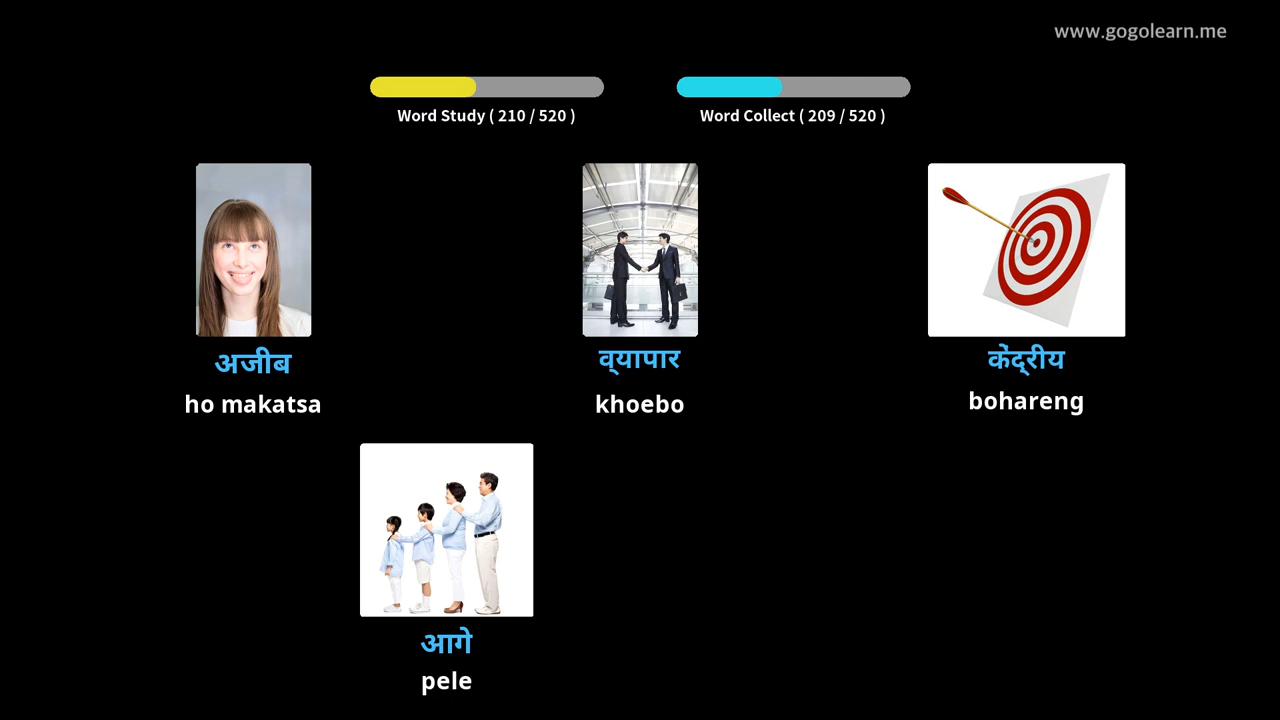 www.gogolearn.me
Word Study ( 210 / 520 )
Word Collect ( 209 / 520 )
अजीब
ho makatsa
व्यापार
khoebo
केंद्रीय
bohareng
आगे
pele